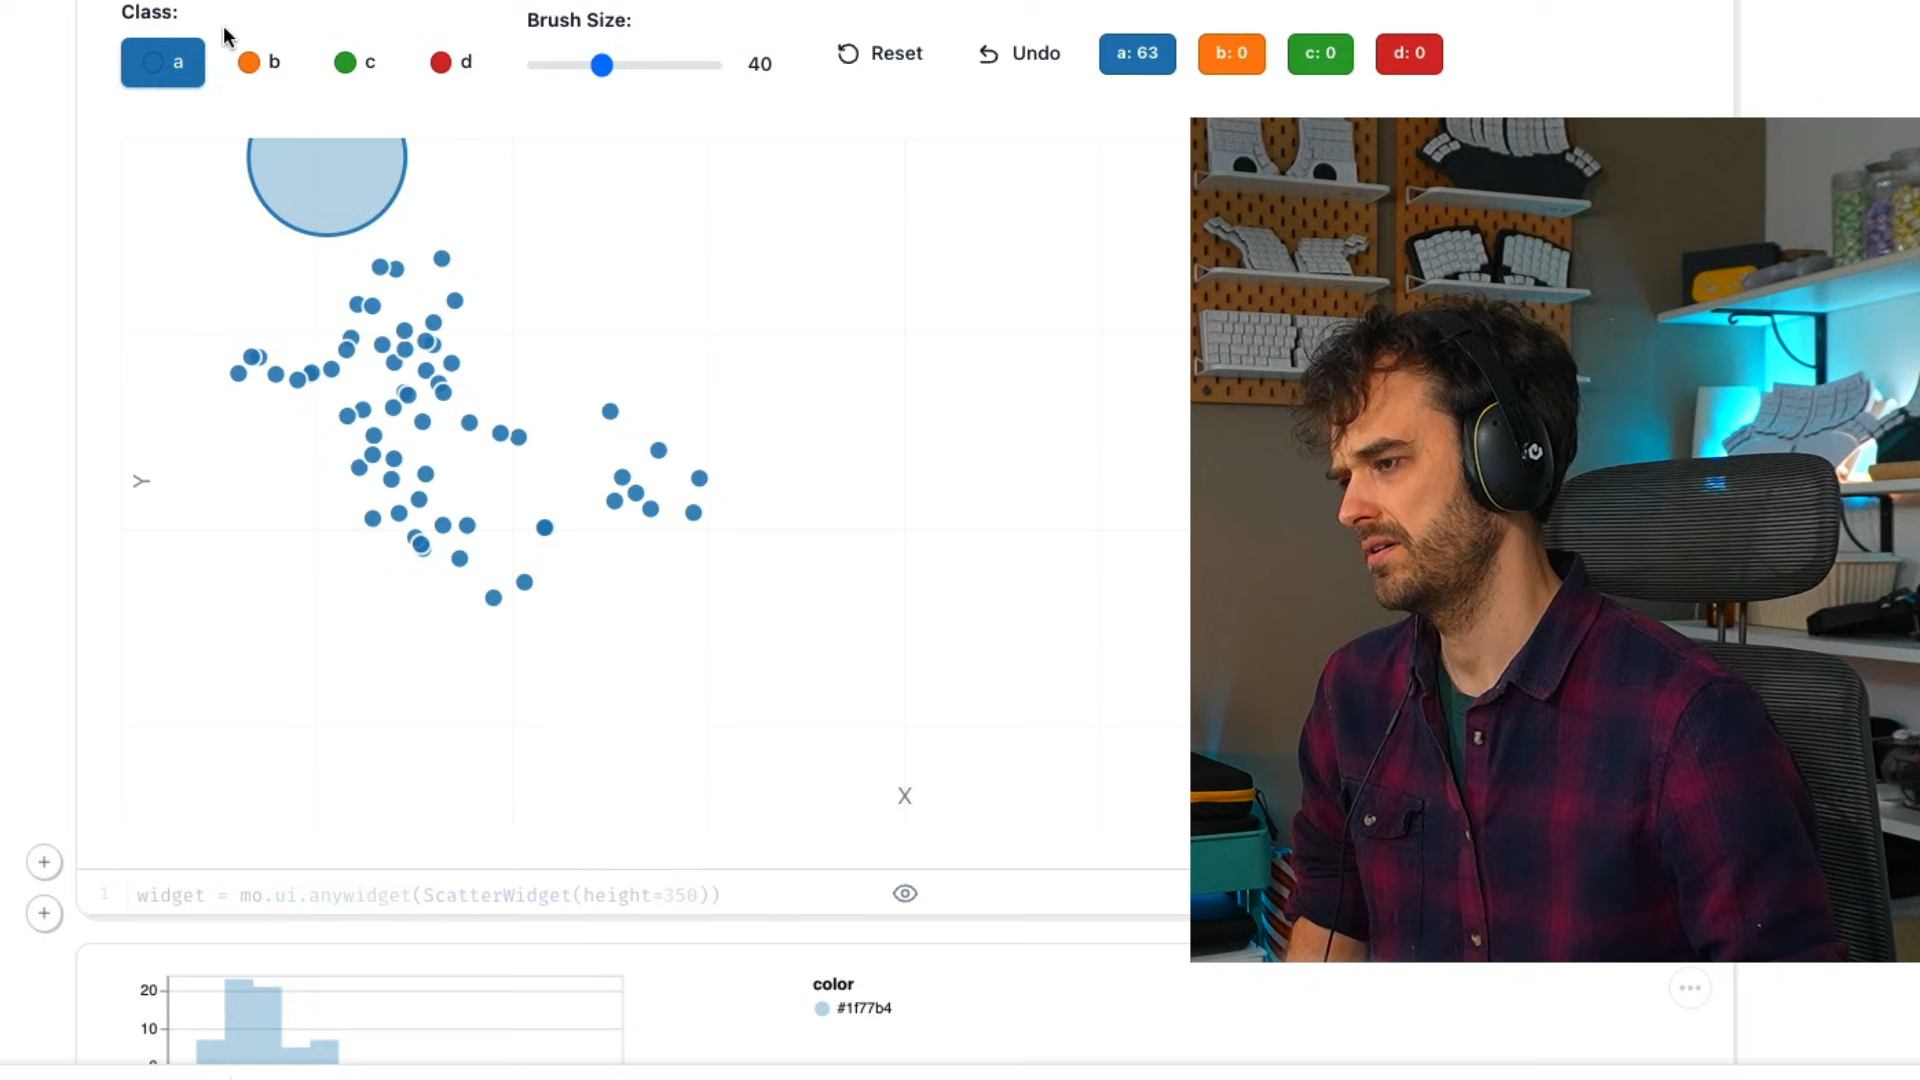 Class:
a b c d
Brush Size:
40
Reset
Undo
a: 63 b: 0 c: 0 d: 0
Y
X
1 widget = mo.ui.anywidget(ScatterWidget(height=350))
20
10
0
color
#1f77b4